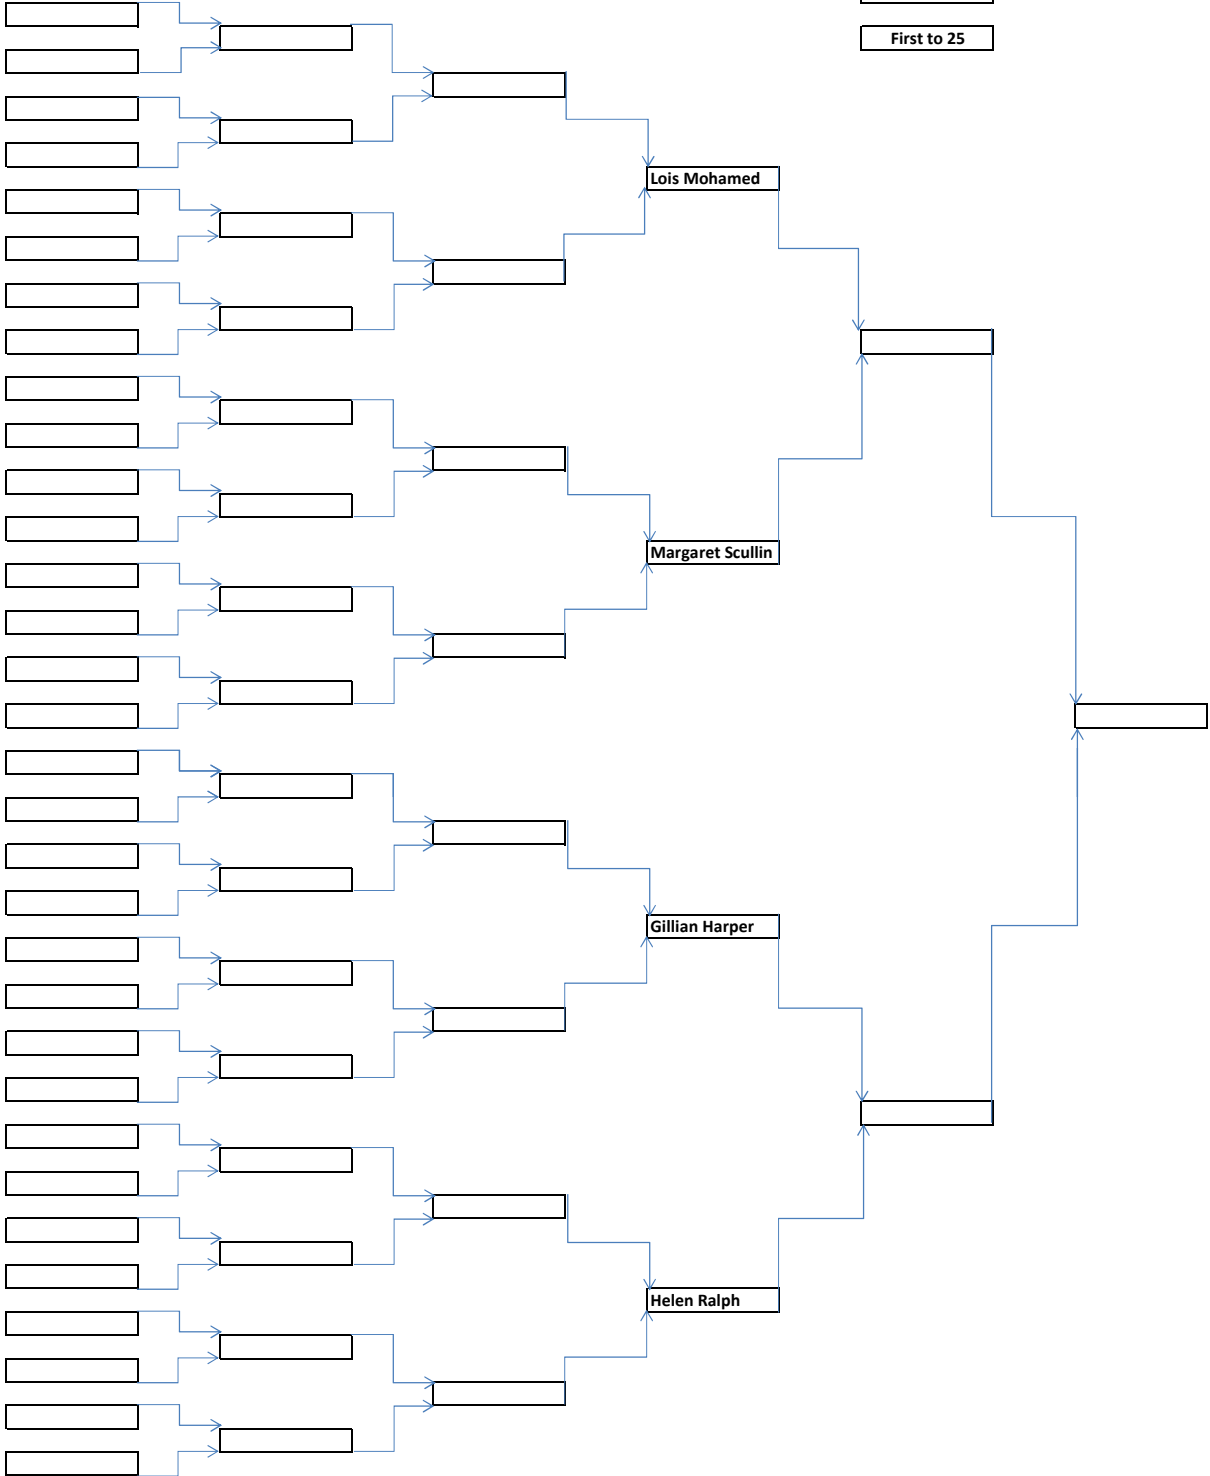 First to 25
Lois Mohamed
Margaret Scullin
Gillian Harper
Helen Ralph